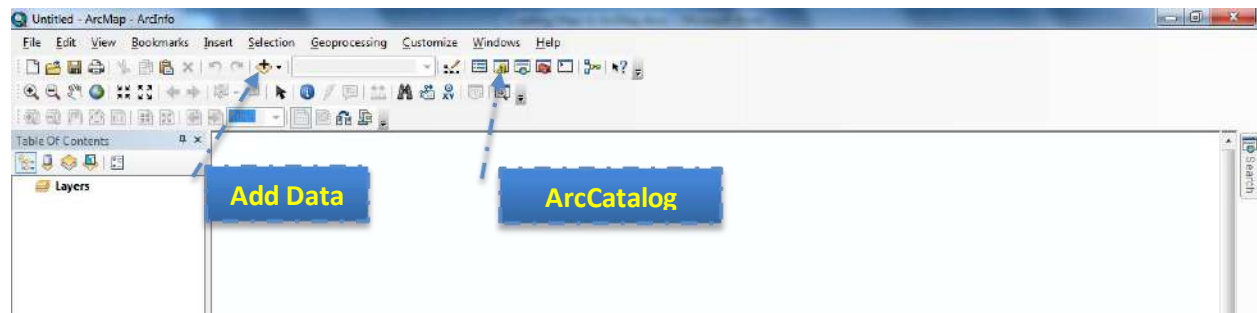 Untitled - ArcMap - ArcInfo
File Edit View Bookmarks Insert Selection Geoprocessing Customize Windows Help
Table Of Contents
Layers
Add Data
ArcCatalog
Search